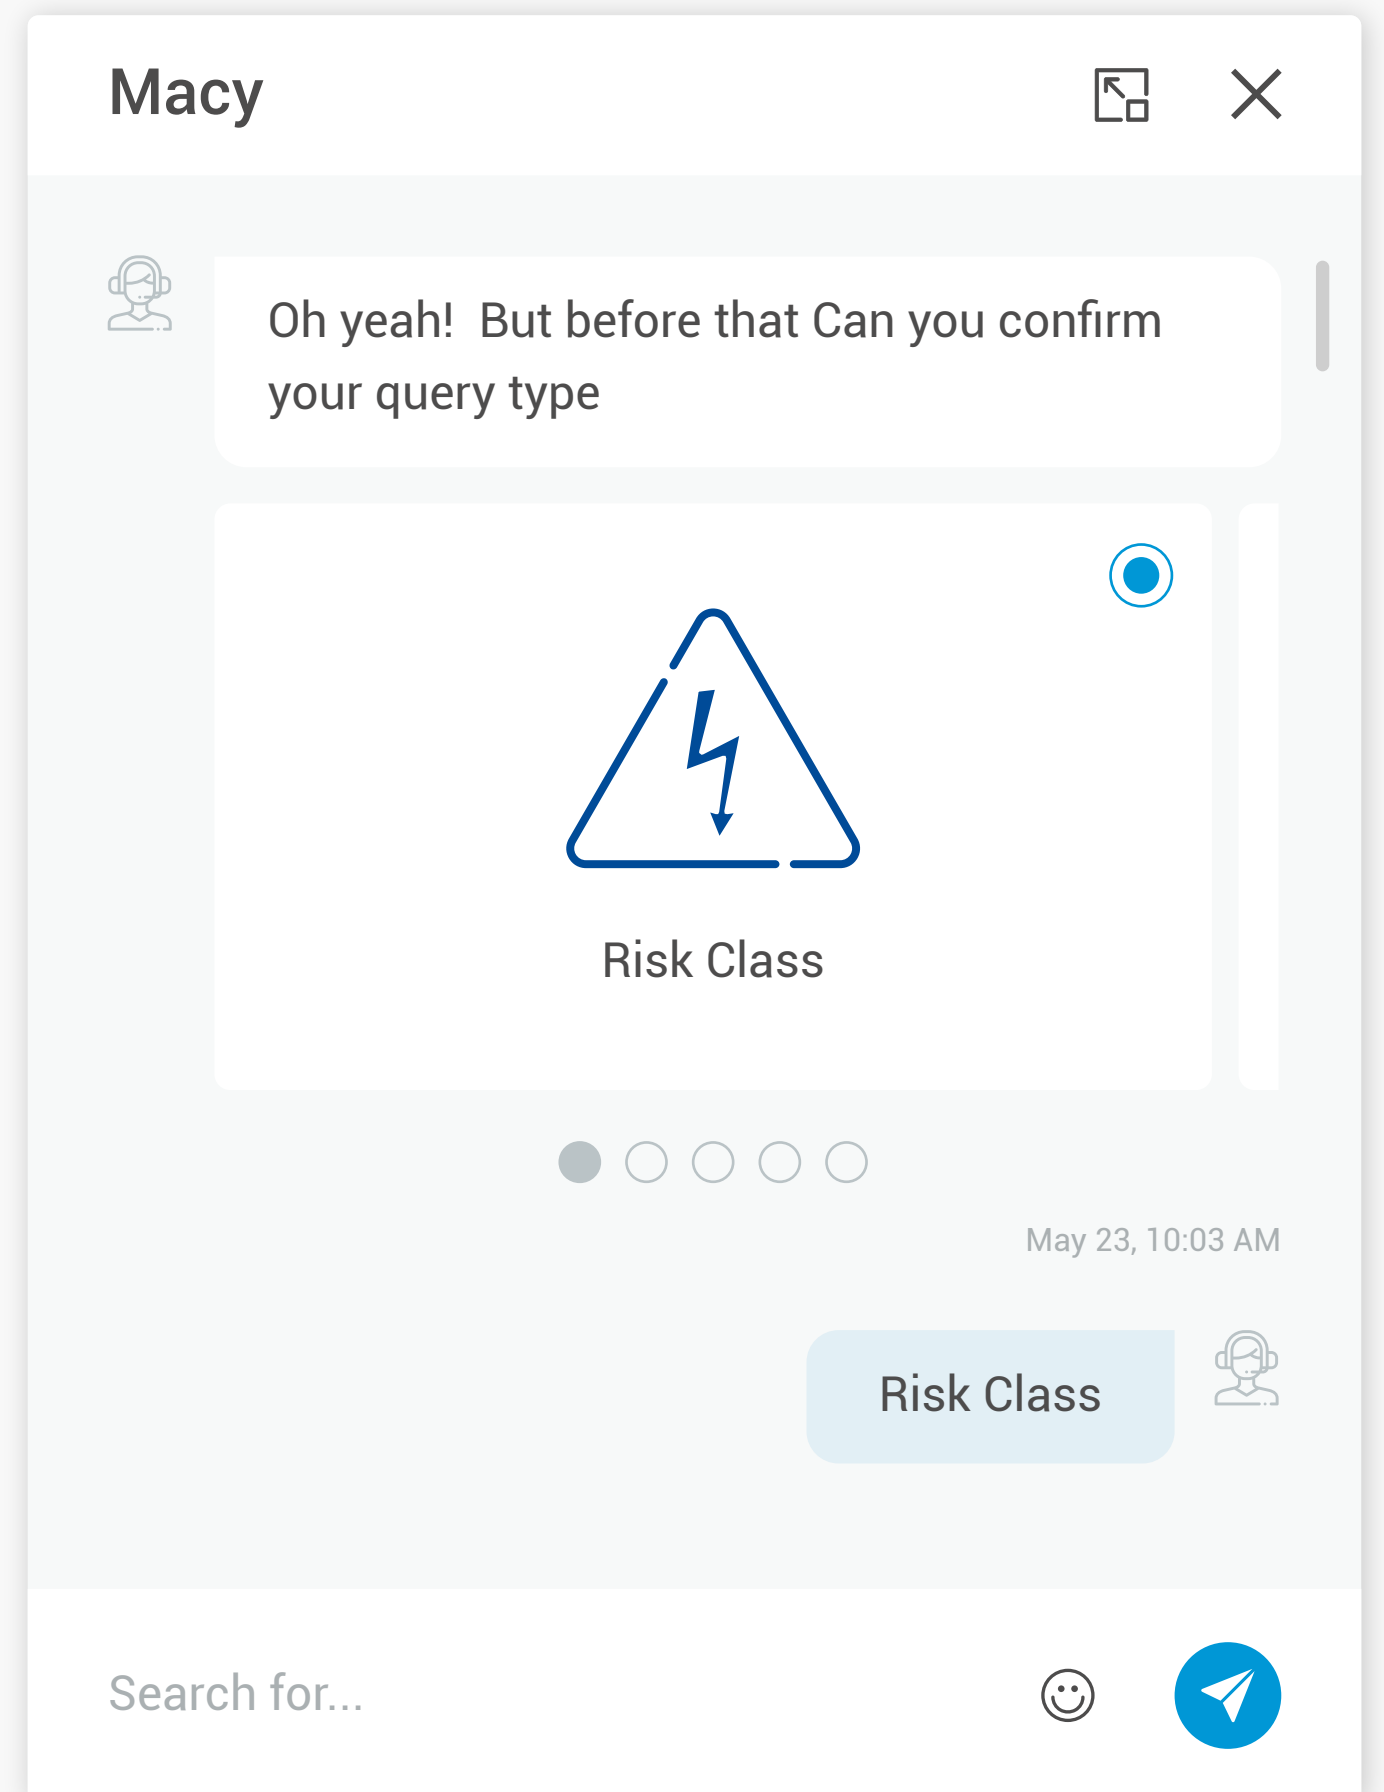 Macy
Oh yeah!  But before that Can you confirm
your query type
Risk Class
May 23, 10:03 AM
Risk Class
Search for...